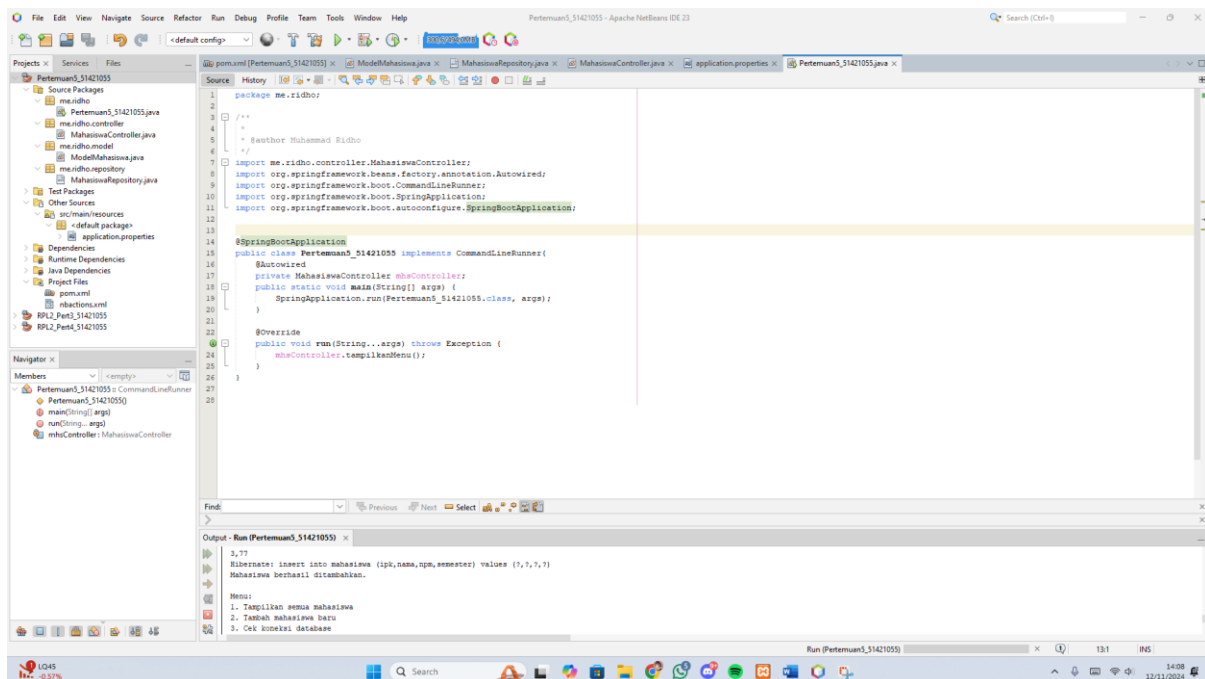 File Edit View Navigate Source Refactor Run Debug Profile Team Tools Window Help
Pertemuan5_51421055 - Apache NetBeans IDE 23
Search (Ctrl+I)
<default config>
Projects Services Files
pom.xml [Pertemuan5_51421055] ModelMahasiswa.java MahasiswaRepository.java MahasiswaController.java application.properties Pertemuan5_51421055.java
Source History
Pertemuan5_51421055
Source Packages
me.ridho
Pertemuan5_51421055.java
me.ridho.controller
MahasiswaController.java
me.ridho.model
ModelMahasiswa.java
me.ridho.repository
MahasiswaRepository.java
Test Packages
Other Sources
src/main/resources
<default package>
application.properties
Dependencies
Runtime Dependencies
Java Dependencies
Project Files
pom.xml
nbactions.xml
RPL2_Pert3_51421055
RPL2_Pert4_51421055
Navigator
Members <empty>
Pertemuan5_51421055 :: CommandLineRunner
Pertemuan5_51421055()
main(String[] args)
run(String... args)
mhsController : MahasiswaController
1 package me.ridho;
2
3 /**
4 *
5 * @author Muhammad Ridho
6 */
7 import me.ridho.controller.MahasiswaController;
8 import org.springframework.beans.factory.annotation.Autowired;
9 import org.springframework.boot.CommandLineRunner;
10 import org.springframework.boot.SpringApplication;
11 import org.springframework.boot.autoconfigure.SpringBootApplication;
12
13
14 @SpringBootApplication
15 public class Pertemuan5_51421055 implements CommandLineRunner{
16 @Autowired
17 private MahasiswaController mhsController;
18 public static void main(String[] args) {
19 SpringApplication.run(Pertemuan5_51421055.class, args);
20 }
21
22 @Override
public void run(String...args) throws Exception {
24 mhsController.tampilkanMenu();
25 }
26 }
27
28
Find: Previous Next Select
Output - Run (Pertemuan5_51421055)
3,77
Hibernate: insert into mahasiswa (ipk,nama,npm,semester) values (?,?,?,?)
Mahasiswa berhasil ditambahkan.
Menu:
1. Tampilkan semua mahasiswa
2. Tambah mahasiswa baru
3. Cek koneksi database
Run (Pertemuan5_51421055)
13:1 INS
LQ45
-0.57%
Search
14:08
12/11/2024